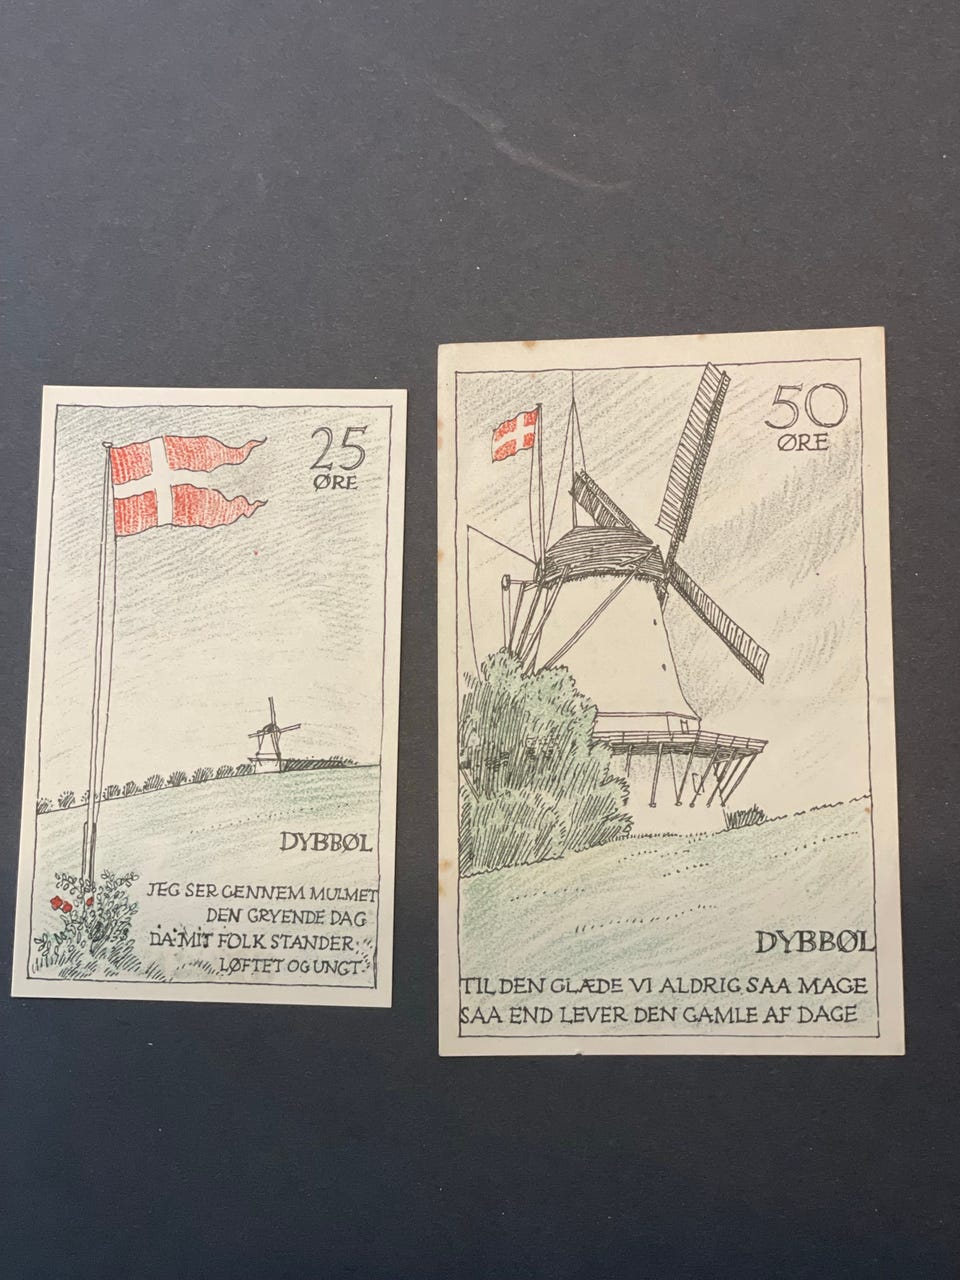 25
ØRE
DYBBØL
JEG SER GENNEM MULMET
DEN GRYENDE DAG
DA MIT FOLK STANDER
LØFTET OG UNGT
50
ØRE
DYBBØL
TIL DEN GLÆDE VI ALDRIG SAA MAGE
SAA END LEVER DEN GAMLE AF DAGE